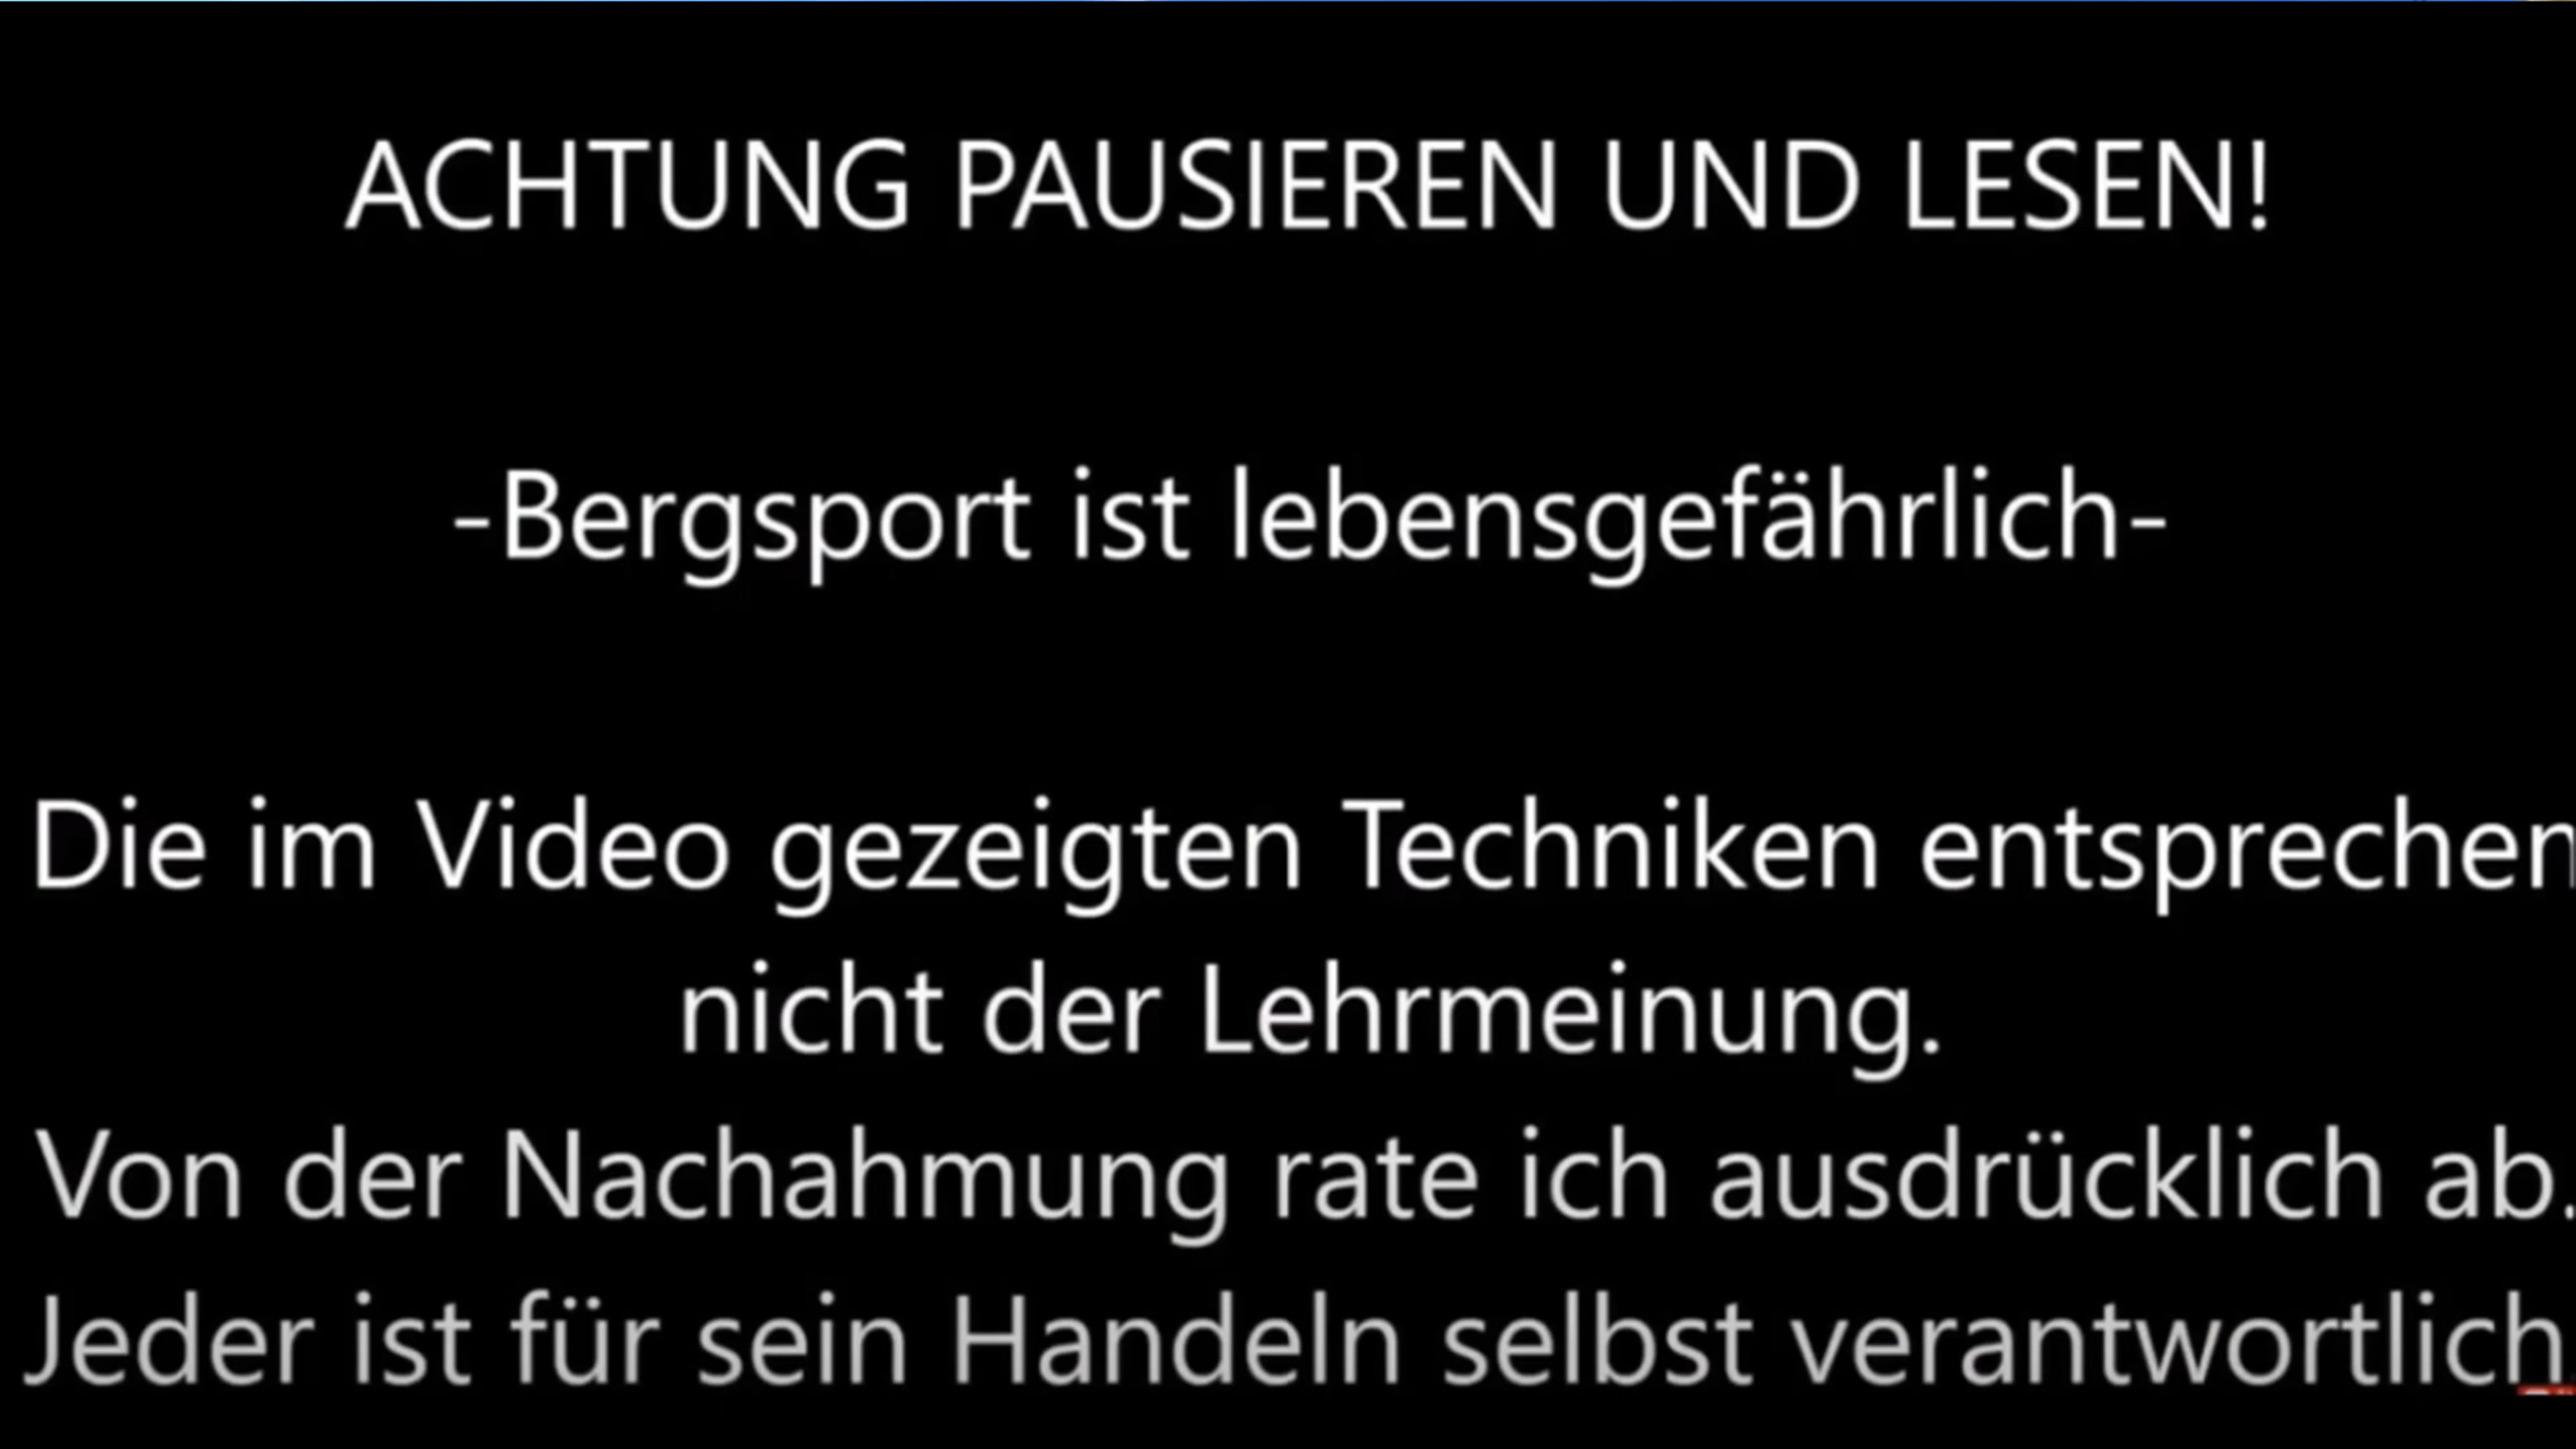 ACHTUNG PAUSIEREN UND LESEN!
-Bergsport ist lebensgefährlich-
Die im Video gezeigten Techniken entsprechen
nicht der Lehrmeinung.
Von der Nachahmung rate ich ausdrücklich ab.
Jeder ist für sein Handeln selbst verantwortlich